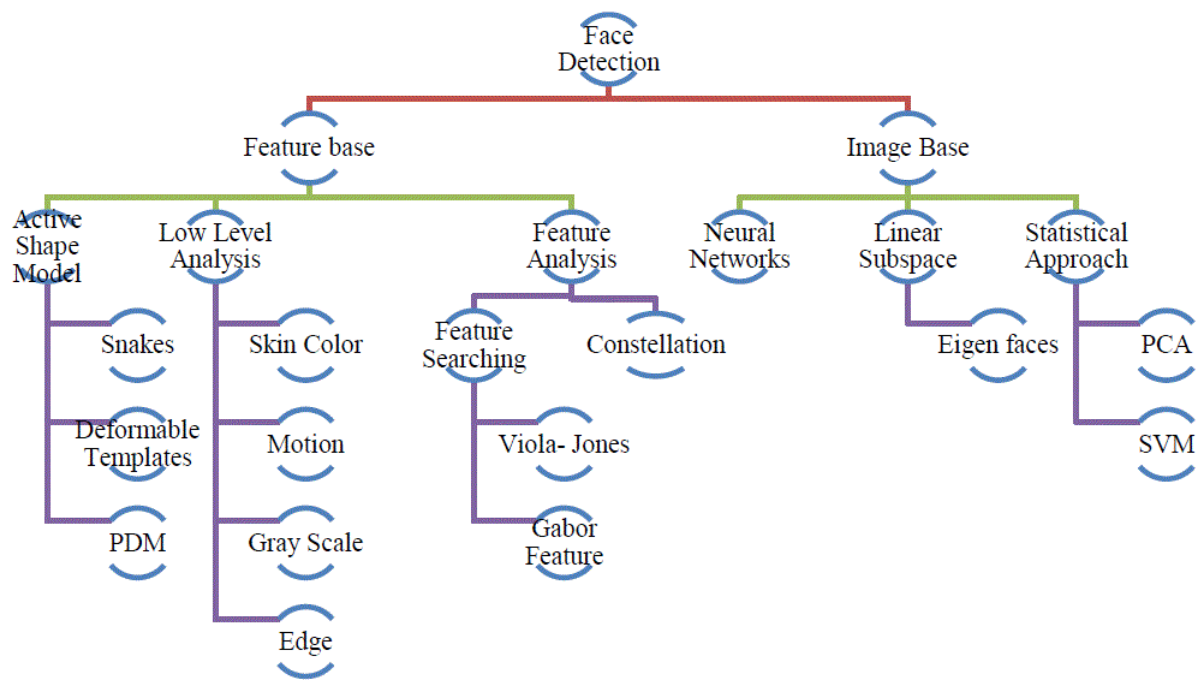 Face
Detection
Feature base
Image Base
Active
Shape
Model
Low Level
Analysis
Feature
Analysis
Neural
Networks
Linear
Subspace
Statistical
Approach
Snakes
Skin Color
Feature
Searching
Constellation
Eigen faces
PCA
Deformable
Templates
Motion
Viola- Jones
SVM
PDM
Gray Scale
Gabor
Feature
Edge